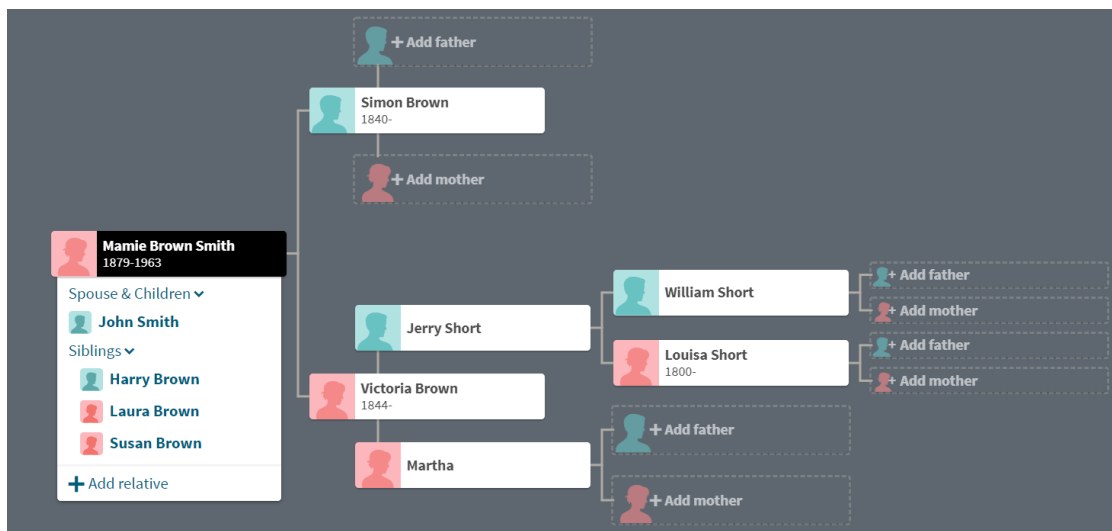 + Add father
Simon Brown
1840-
+ Add mother
Mamie Brown Smith
1879-1963
Spouse & Children
John Smith
Siblings
Harry Brown
Laura Brown
Susan Brown
+ Add relative
Jerry Short
Victoria Brown
1844-
Martha
William Short
Louisa Short
1800-
+ Add father
+ Add mother
+ Add father
+ Add mother
+ Add father
+ Add mother